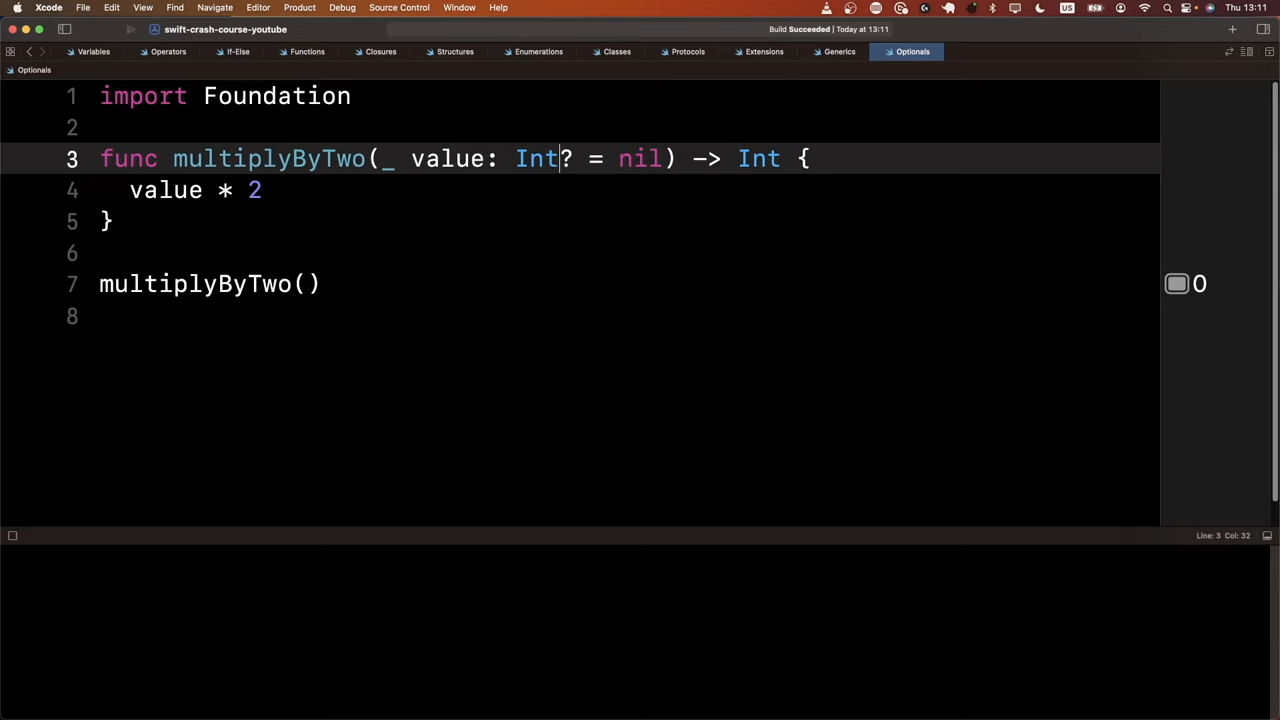 Xcode File Edit View Find Navigate Editor Product Debug Source Control Window Help US Thu 13:11
swift-crash-course-youtube Build Succeeded | Today at 13:11
Variables Operators If-Else Functions Closures Structures Enumerations Classes Protocols Extensions Generics Optionals
Optionals
1 import Foundation
2
3 func multiplyByTwo(_ value: Int? = nil) -> Int {
4 value * 2
5 }
6
7 multiplyByTwo() 0
8
Line: 3 Col: 32